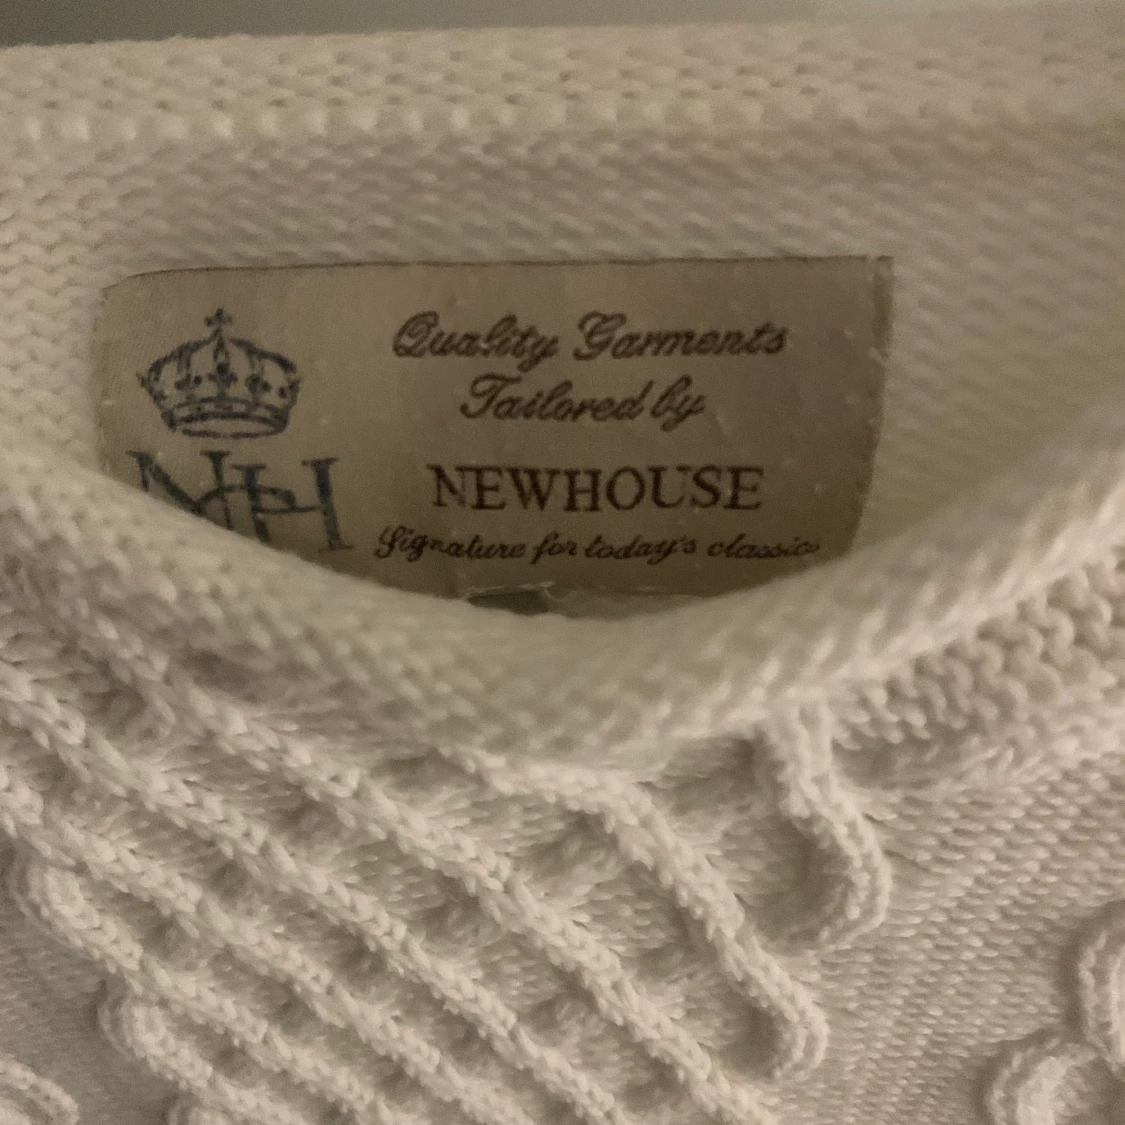 NH
Quality Garments
Tailored by
NEWHOUSE
Signature for today's classics